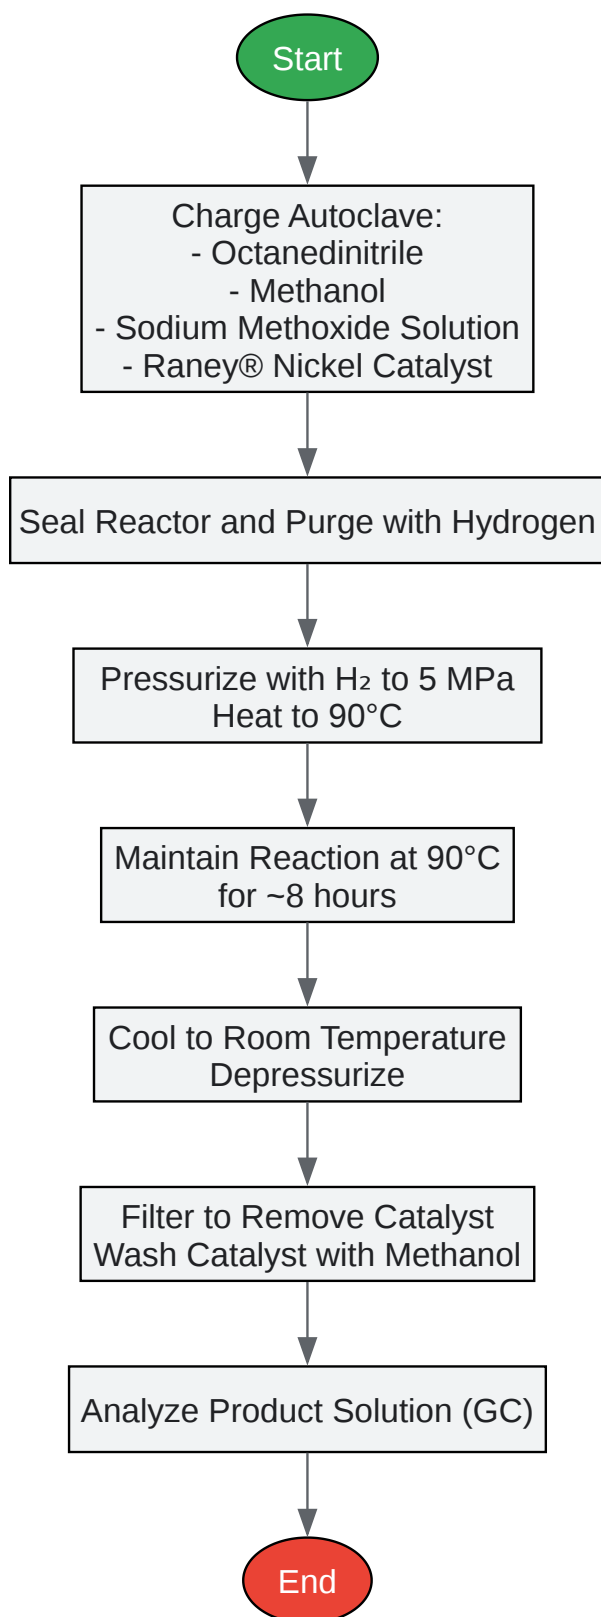 Start
Charge Autoclave:
- Octanedinitrile
- Methanol
- Sodium Methoxide Solution
- Raney® Nickel Catalyst
Seal Reactor and Purge with Hydrogen
Pressurize with H₂ to 5 MPa
Heat to 90°C
Maintain Reaction at 90°C
for ~8 hours
Cool to Room Temperature
Depressurize
Filter to Remove Catalyst
Wash Catalyst with Methanol
Analyze Product Solution (GC)
End